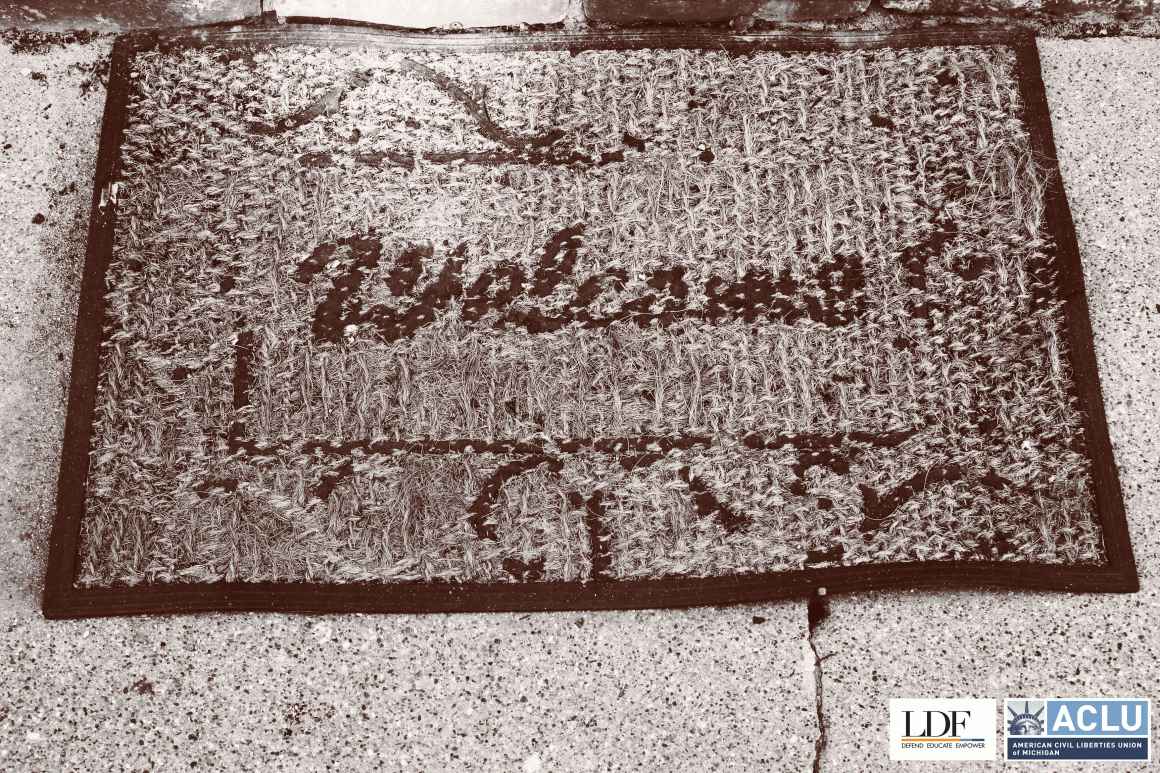 Welcome
LDF
DEFEND EDUCATE EMPOWER
ACLU
AMERICAN CIVIL LIBERTIES UNION
of MICHIGAN